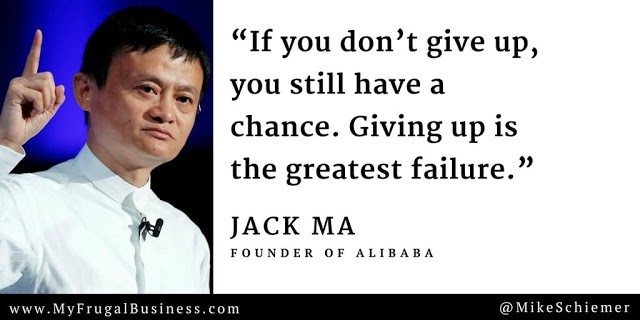 “If you don’t give up,
you still have a
chance. Giving up is
the greatest failure.”
JACK MA
FOUNDER OF ALIBABA
www.MyFrugalBusiness.com
@MikeSchiemer